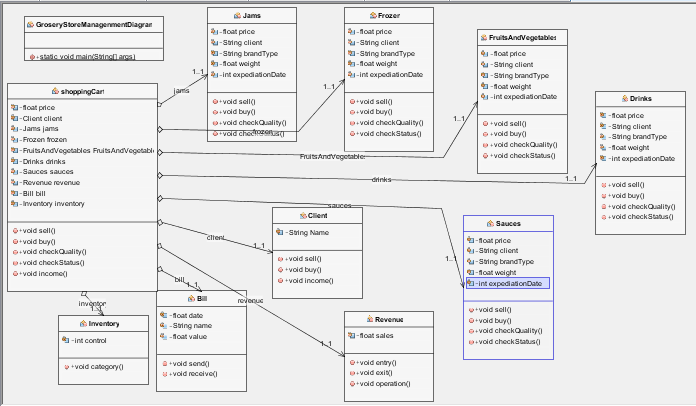 GroseryStoreManagenmentDiagrar
+static void main(String[] args)
Jams
-float price
-String client
-String brandType
-float weight
-int expediationDate
+void sell()
+void buy()
+void checkQuality()
+void checkStatus()
Frozer
-float price
-String client
-String brandType
-float weight
-int expediationDate
+void sell()
+void buy()
+void checkQuality()
+void checkStatus()
FruitsAndVegetables
-float price
-String client
-String brandType
-float weight
-int expediationDate
+void sell()
+void buy()
+void checkQuality()
+void checkStatus()
Drinks
-float price
-String client
-String brandType
-float weight
-int expediationDate
+void sell()
+void buy()
+void checkQuality()
+void checkStatus()
shoppingCar
-float price
-Client client
-Jams jams
-Frozen frozen
-FruitsAndVegetables FruitsAndVegetable
-Drinks drinks
-Sauces sauces
-Revenue revenue
-Bill bill
-Inventory inventory
+void sell()
+void buy()
+void checkQuality()
+void checkStatus()
+void income()
jams
1..1
frozen
1..1
FruitsAndVegetable
1..1
drinks
1..1
sauces
1..1
client
1..1
bill
1..1
revenue
1..1
inventor
1..1
Client
-String Name
+void sell()
+void buy()
+void income()
Sauces
-float price
-String client
-String brandType
-float weight
-int expediationDate
+void sell()
+void buy()
+void checkQuality()
+void checkStatus()
Bill
-float date
-String name
-float value
+void send()
+void receive()
Inventory
-int control
+void category()
Revenue
-float sales
+void entry()
+void exit()
+void operation()